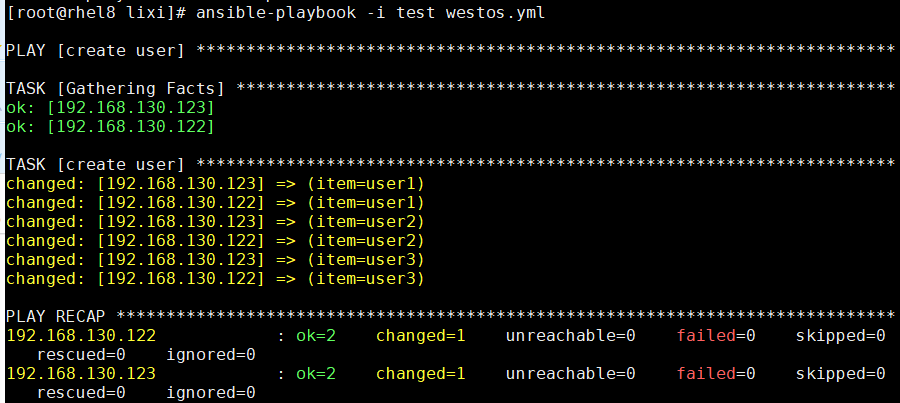 [root@rhel8 lixi]# ansible-playbook -i test westos.yml
PLAY [create user] **********************************************************************
TASK [Gathering Facts] ******************************************************************
ok: [192.168.130.123]
ok: [192.168.130.122]
TASK [create user] **********************************************************************
changed: [192.168.130.123] => (item=user1)
changed: [192.168.130.122] => (item=user1)
changed: [192.168.130.123] => (item=user2)
changed: [192.168.130.122] => (item=user2)
changed: [192.168.130.123] => (item=user3)
changed: [192.168.130.122] => (item=user3)
PLAY RECAP ******************************************************************************
192.168.130.122            : ok=2    changed=1    unreachable=0    failed=0    skipped=0
   rescued=0    ignored=0
192.168.130.123            : ok=2    changed=1    unreachable=0    failed=0    skipped=0
   rescued=0    ignored=0